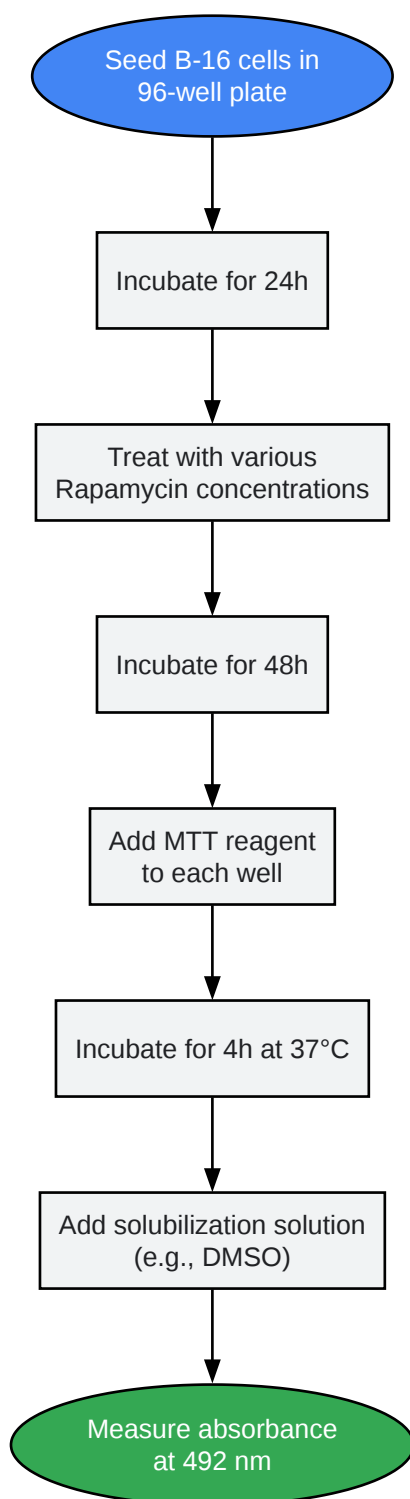 Seed B-16 cells in
96-well plate
Incubate for 24h
Treat with various
Rapamycin concentrations
Incubate for 48h
Add MTT reagent
to each well
Incubate for 4h at 37°C
Add solubilization solution
(e.g., DMSO)
Measure absorbance
at 492 nm